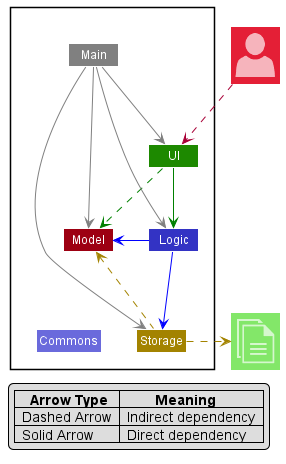 Main
UI
Model
Logic
Commons
Storage
Arrow Type Meaning
Dashed Arrow Indirect dependency
Solid Arrow Direct dependency